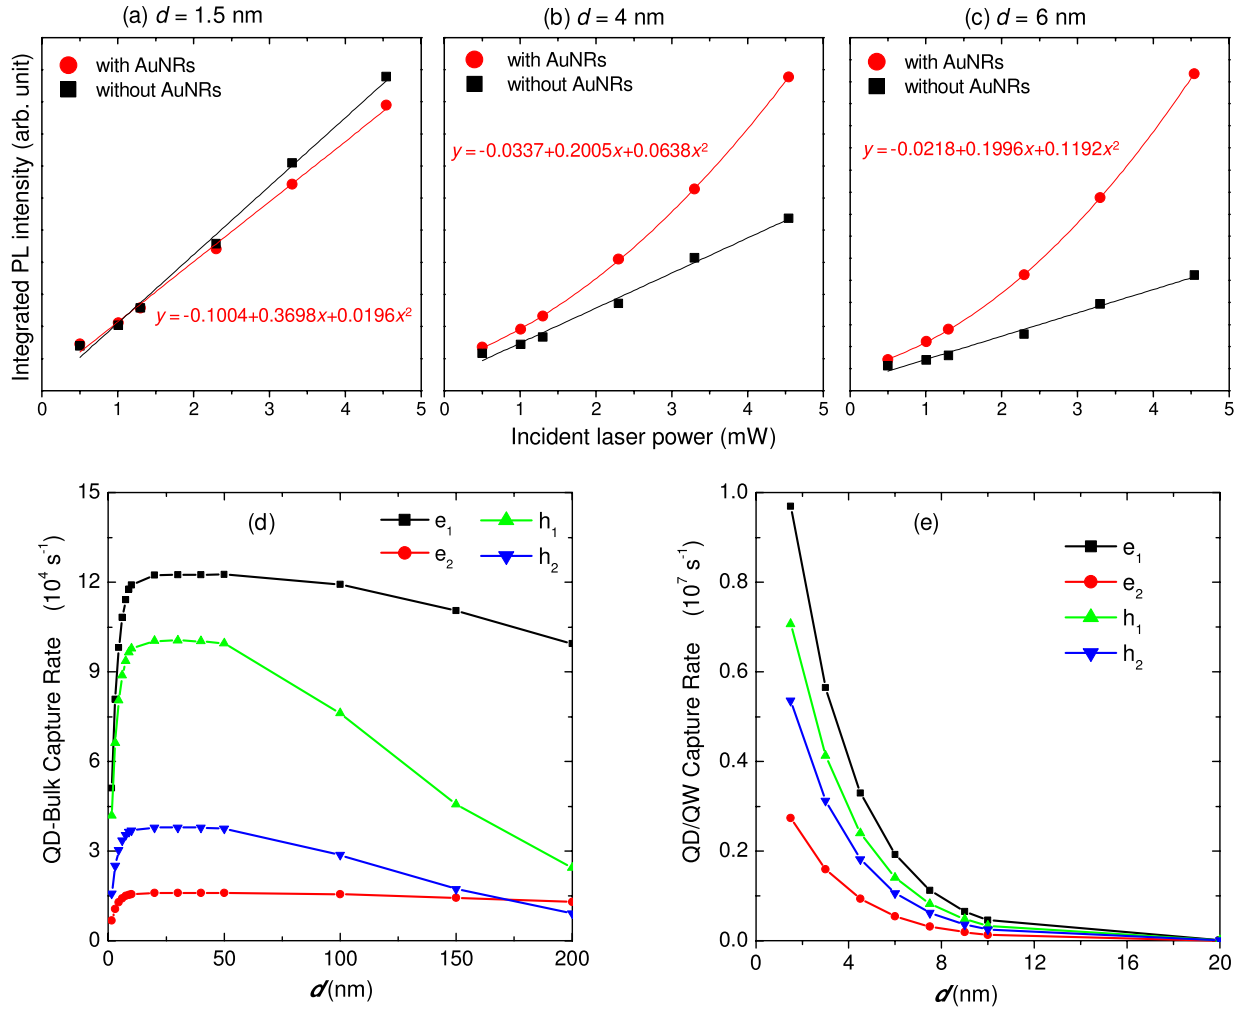 (a) d = 1.5 nm
(b) d = 4 nm
(c) d = 6 nm
Integrated PL intensity (arb. unit)
with AuNRs
without AuNRs
y = -0.1004+0.3698x+0.0196x²
0 1 2 3 4 5
with AuNRs
without AuNRs
y = -0.0337+0.2005x+0.0638x²
0 1 2 3 4 5
with AuNRs
without AuNRs
y = -0.0218+0.1996x+0.1192x²
0 1 2 3 4 5
Incident laser power (mW)
(d)
e₁
e₂
h₁
h₂
QD-Bulk Capture Rate (10⁴ s⁻¹)
15
12
9
6
3
0
0 50 100 150 200
d (nm)
(e)
e₁
e₂
h₁
h₂
QD/QW Capture Rate (10⁷ s⁻¹)
1.0
0.8
0.6
0.4
0.2
0.0
0 4 8 12 16 20
d (nm)